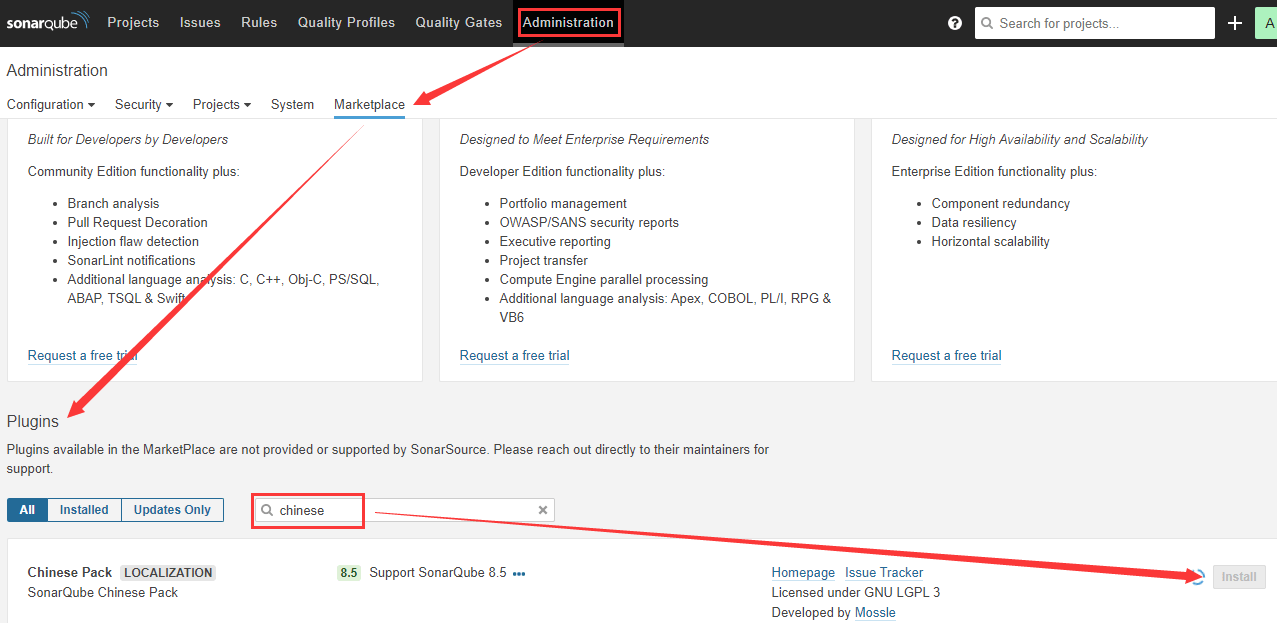 sonarqube Projects Issues Rules Quality Profiles Quality Gates Administration ? Search for projects... A
Administration
Configuration Security Projects System Marketplace
Built for Developers by Developers
Community Edition functionality plus:
Branch analysis
Pull Request Decoration
Injection flaw detection
SonarLint notifications
Additional language analysis: C, C++, Obj-C, PS/SQL,
ABAP, TSQL & Swift
Request a free trial
Designed to Meet Enterprise Requirements
Developer Edition functionality plus:
Portfolio management
OWASP/SANS security reports
Executive reporting
Project transfer
Compute Engine parallel processing
Additional language analysis: Apex, COBOL, PL/I, RPG &
VB6
Request a free trial
Designed for High Availability and Scalability
Enterprise Edition functionality plus:
Component redundancy
Data resiliency
Horizontal scalability
Request a free trial
Plugins
Plugins available in the MarketPlace are not provided or supported by SonarSource. Please reach out directly to their maintainers for
support.
All Installed Updates Only chinese
Chinese Pack LOCALIZATION 8.5 Support SonarQube 8.5 ••• Homepage Issue Tracker Install
SonarQube Chinese Pack Licensed under GNU LGPL 3
Developed by Mossle